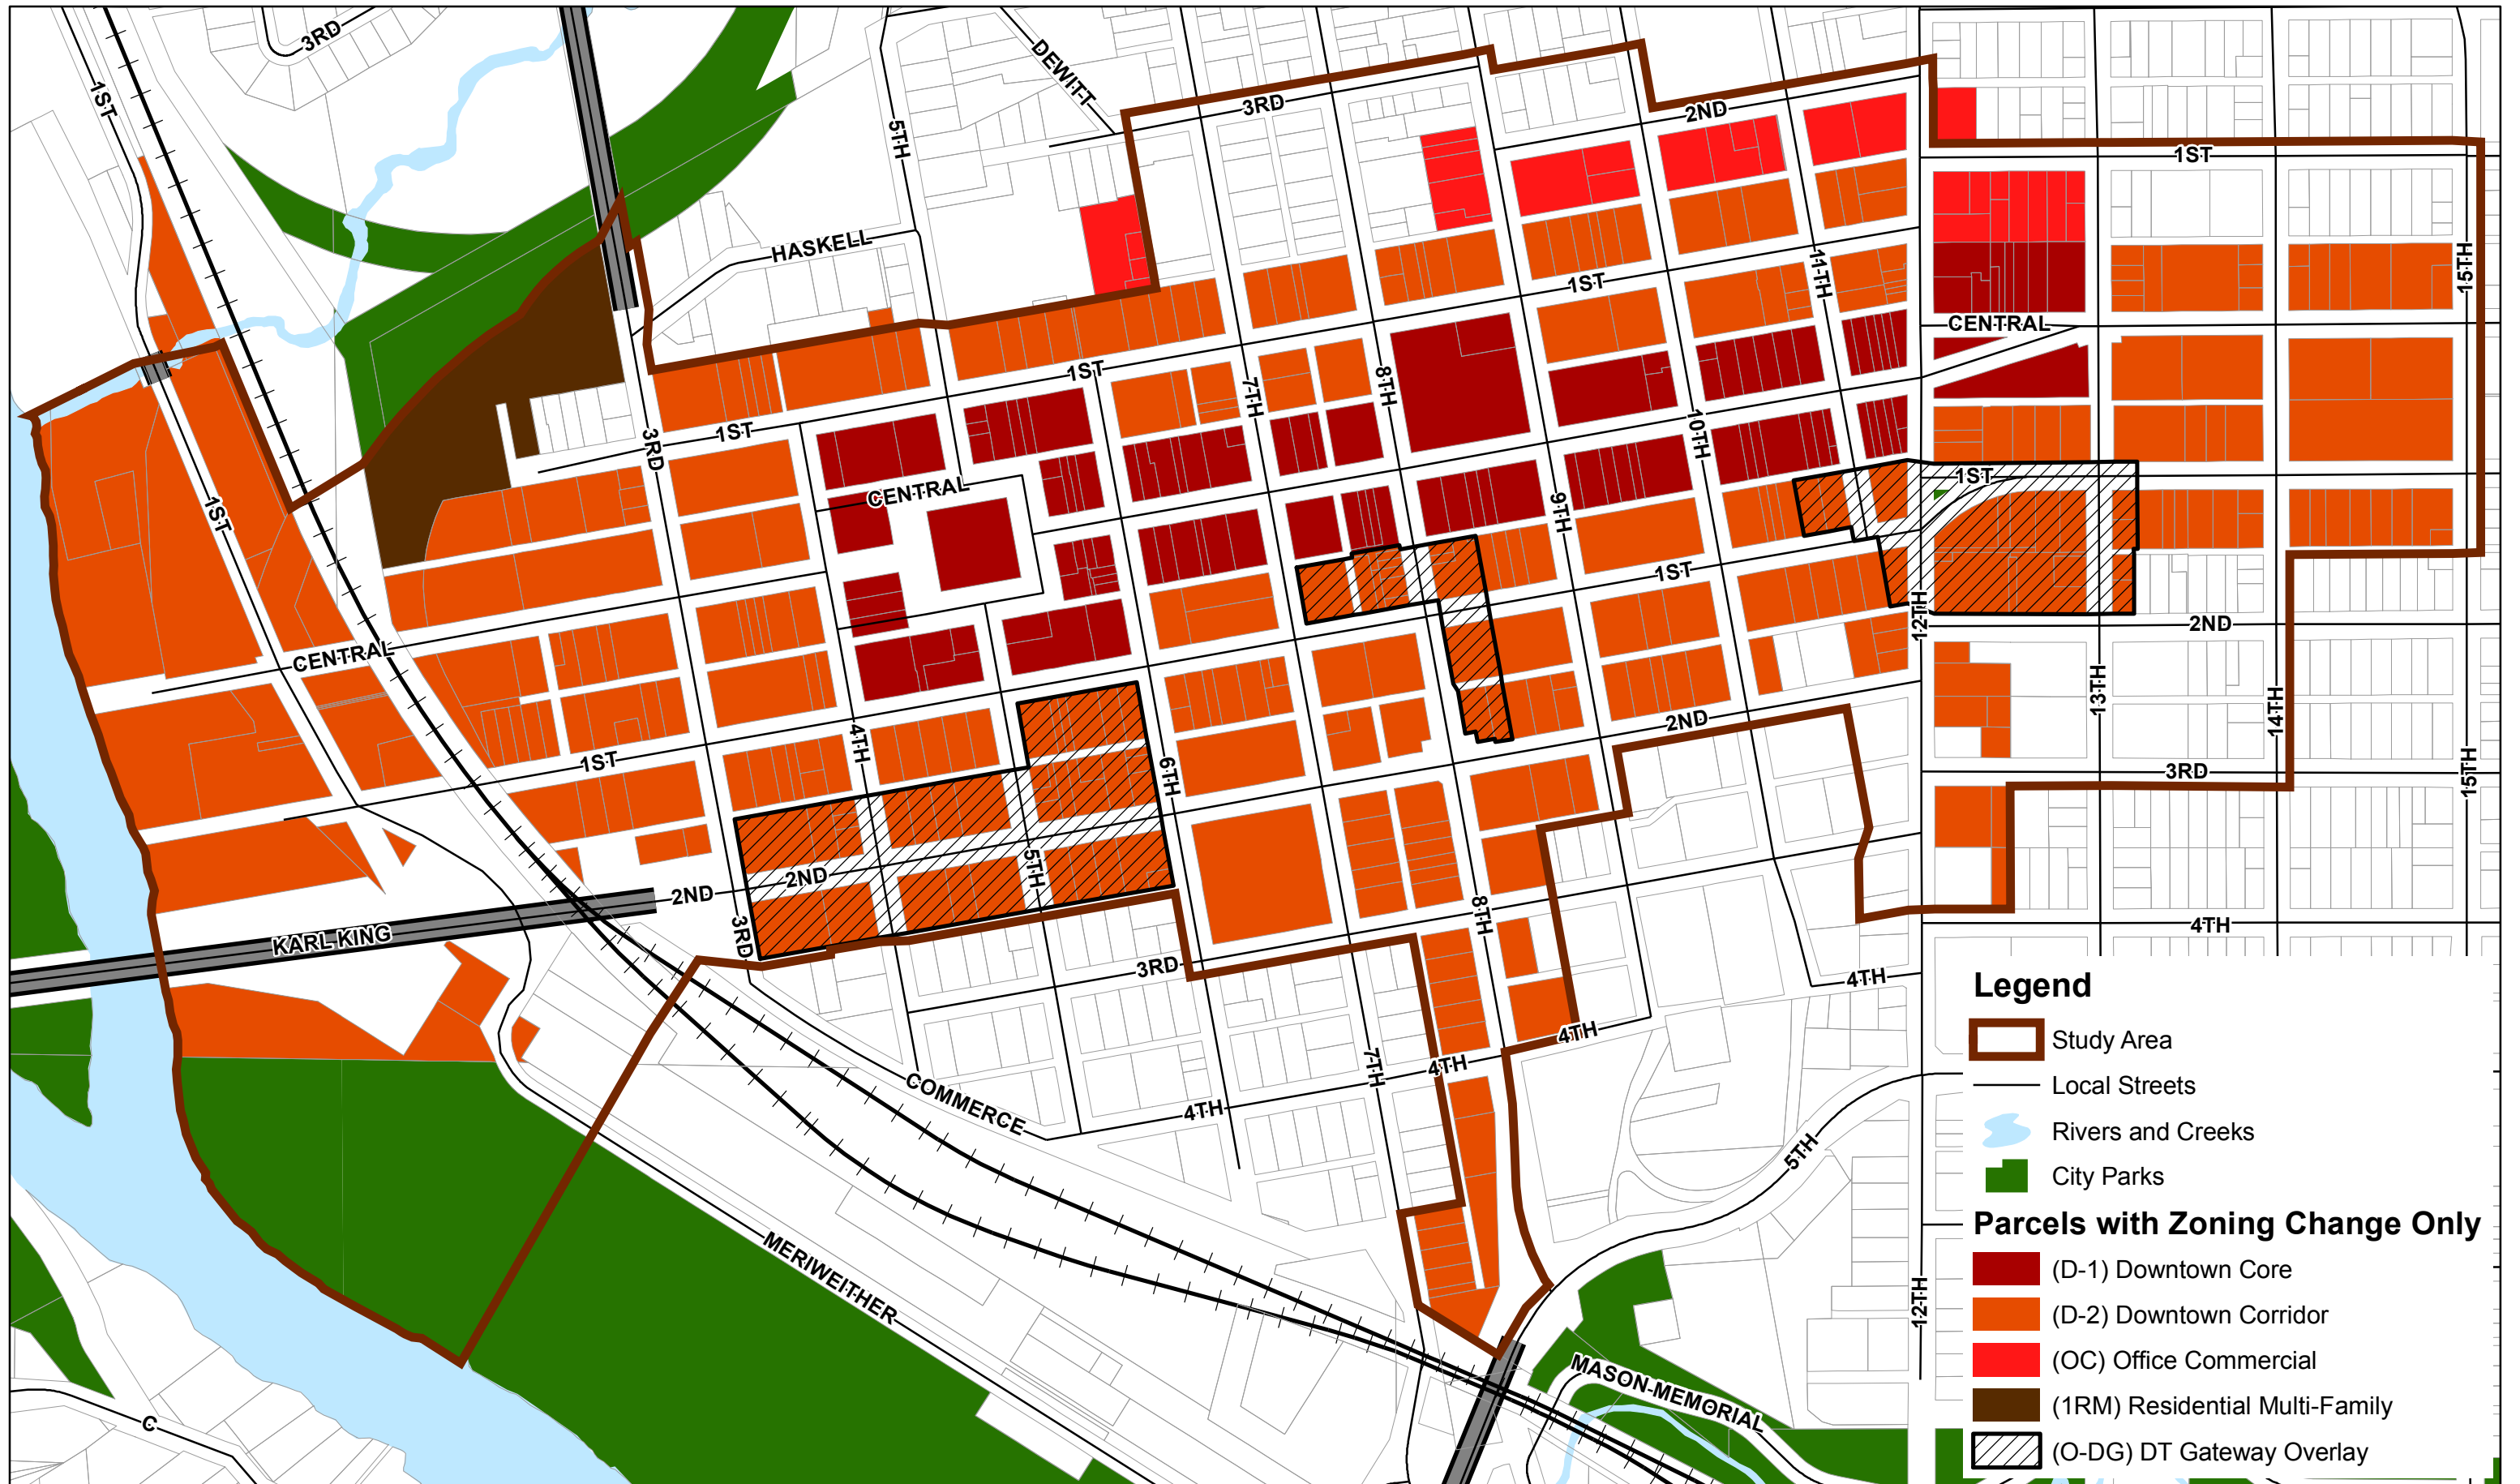 3RD
1ST
DEWITT
5TH
3RD
2ND
1ST
HASKELL
11TH
15TH
1ST
CENTRAL
1ST
7TH
8TH
1ST
3RD
10TH
CENTRAL
9TH
1ST
1ST
1ST
12TH
2ND
CENTRAL
13TH
14TH
4TH
2ND
1ST
6TH
3RD
15TH
5TH
2ND
2ND
8TH
3RD
4TH
KARL KING
3RD
4TH
4TH
7TH
4TH
COMMERCE
4TH
5TH
MERIWEITHER
12TH
MASON-MEMORIAL
C
Legend
Study Area
Local Streets
Rivers and Creeks
City Parks
Parcels with Zoning Change Only
(D-1) Downtown Core
(D-2) Downtown Corridor
(OC) Office Commercial
(1RM) Residential Multi-Family
(O-DG) DT Gateway Overlay